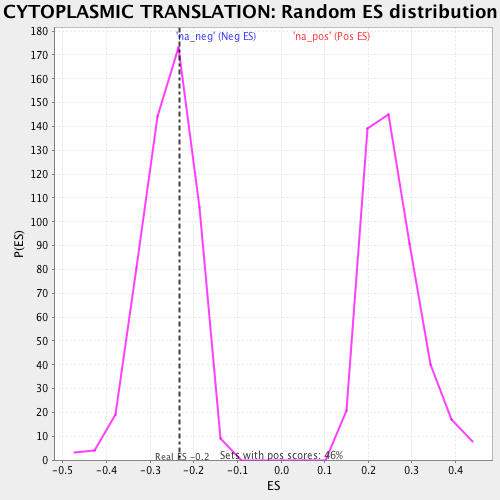 CYTOPLASMIC TRANSLATION: Random ES distribution
'na_neg' (Neg ES)
'na_pos' (Pos ES)
180
170
160
150
140
130
120
110
100
90
80
70
60
50
40
30
20
10
0
P(ES)
Real ES -0.2
Sets with pos scores: 46%
-0.5 -0.4 -0.3 -0.2 -0.1 0.0 0.1 0.2 0.3 0.4
ES